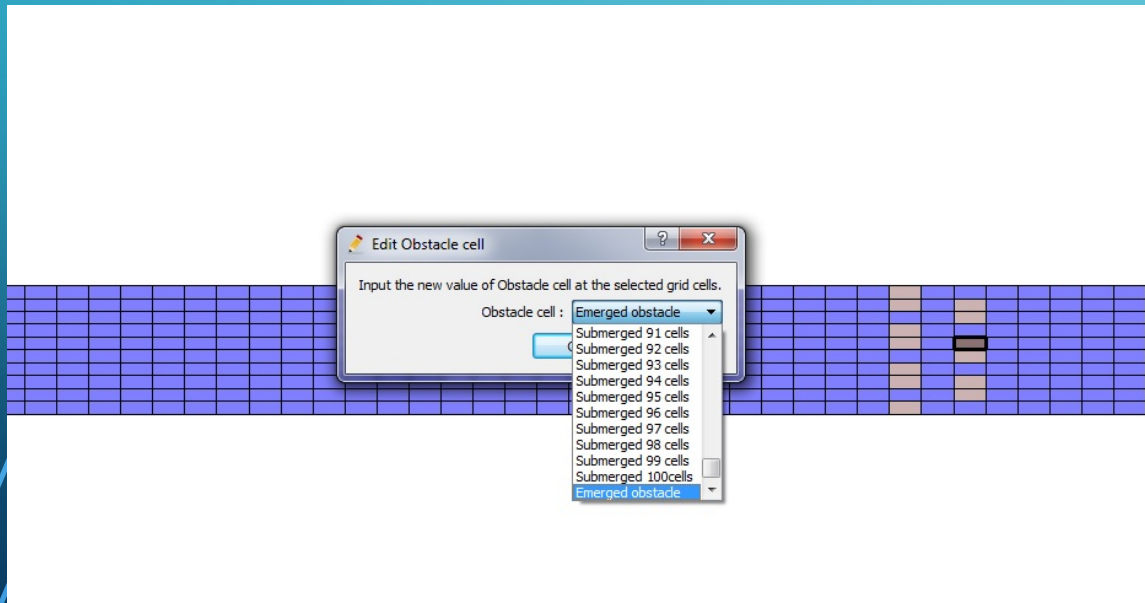 Edit Obstacle cell
Input the new value of Obstacle cell at the selected grid cells.
Obstacle cell : Emerged obstacle
Submerged 91 cells
Submerged 92 cells
Submerged 93 cells
Submerged 94 cells
Submerged 95 cells
Submerged 96 cells
Submerged 97 cells
Submerged 98 cells
Submerged 99 cells
Submerged 100cells
Emerged obstacle